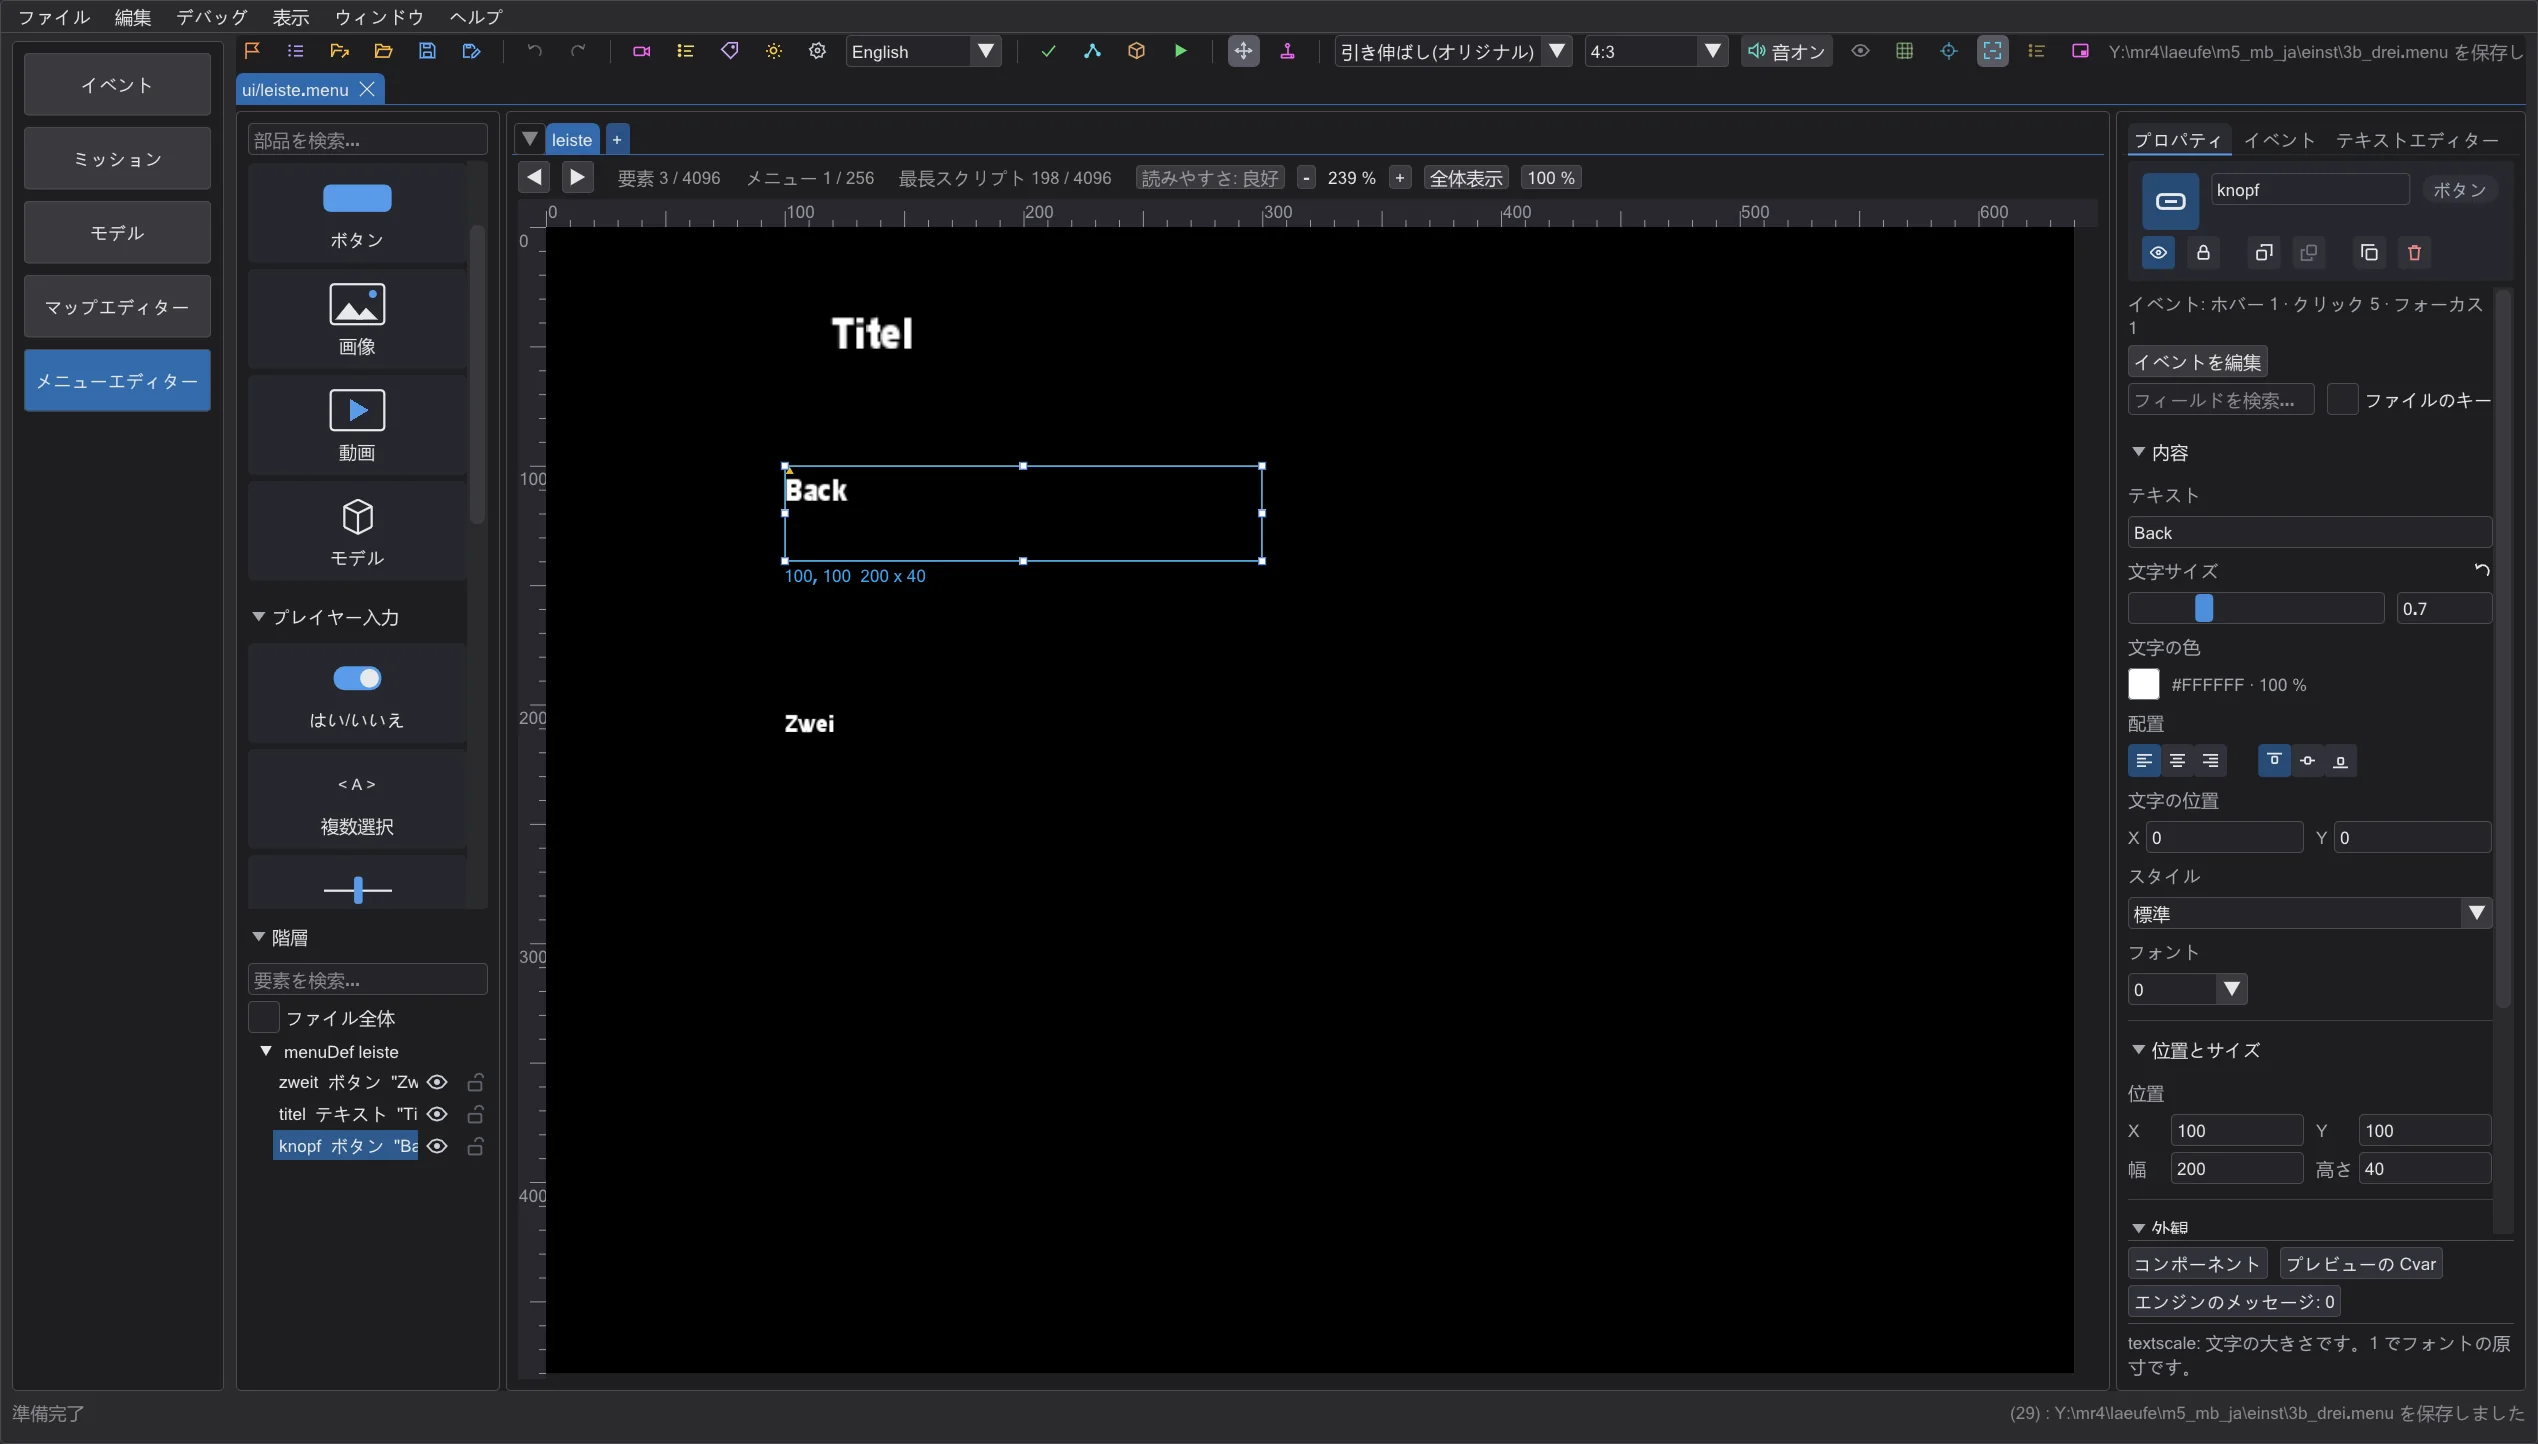 ファイル 編集 デバッグ 表示 ウィンドウ ヘルプ
English 引き伸ばし(オリジナル) 4:3 音オン Y:\mr4\laeufe\m5_mb_ja\einst\3b_drei.menu を保存し
イベント
ミッション
モデル
マップエディター
メニューエディター
ui/leiste.menu
部品を検索...
ボタン
画像
動画
モデル
プレイヤー入力
はい/いいえ
< A >
複数選択
階層
要素を検索...
ファイル全体
menuDef leiste
zweit ボタン "Zw
titel テキスト "Ti
knopf ボタン "Ba
leiste +
要素 3 / 4096 メニュー 1 / 256 最長スクリプト 198 / 4096 読みやすさ: 良好 - 239 % + 全体表示 100 %
0 100 200 300 400 500 600
0
100
200
300
400
Titel
Back
100, 100 200 x 40
Zwei
プロパティ イベント テキストエディター
knopf ボタン
イベント: ホバー 1 · クリック 5 · フォーカス
1
イベントを編集
フィールドを検索... ファイルのキー
内容
テキスト
Back
文字サイズ
0.7
文字の色
#FFFFFF · 100 %
配置
文字の位置
X 0 Y 0
スタイル
標準
フォント
0
位置とサイズ
位置
X 100 Y 100
幅 200 高さ 40
外観
コンポーネント プレビューの Cvar
エンジンのメッセージ: 0
textscale: 文字の大きさです。1 でフォントの原
寸です。
準備完了 (29) : Y:\mr4\laeufe\m5_mb_ja\einst\3b_drei.menu を保存しました